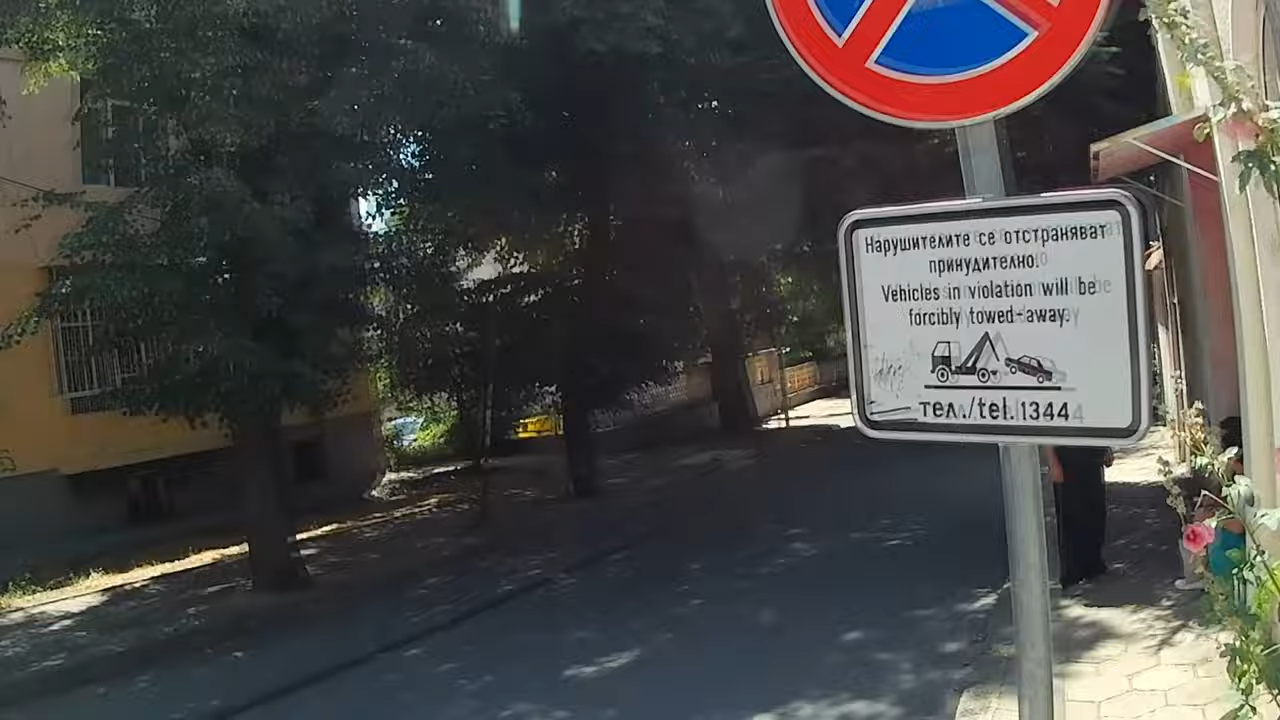 Нарушителите се отстраняват
принудително.
Vehicles in violation will be
forcibly towed-away.
тел./tel.1344